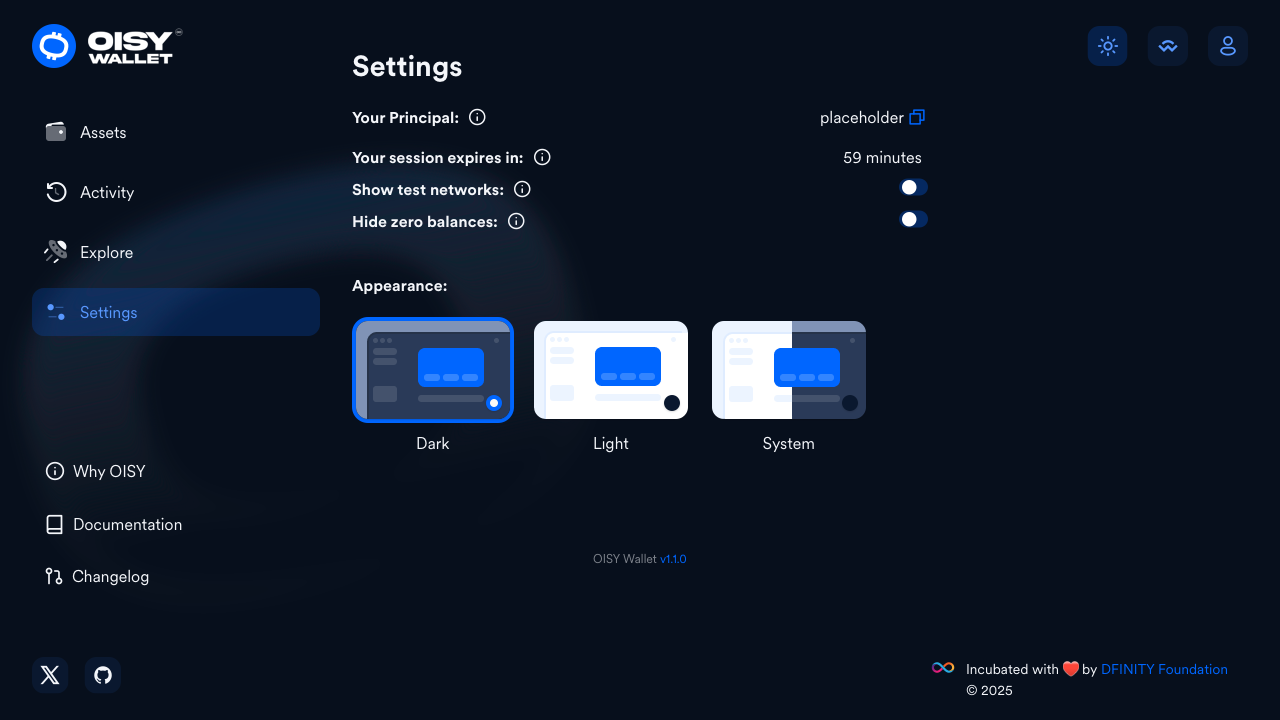 OISY
WALLET
Assets
Activity
Explore
Settings
Why OISY
Documentation
Changelog
Settings
Your Principal:
placeholder
Your session expires in:
59 minutes
Show test networks:
Hide zero balances:
Appearance:
Dark
Light
System
OISY Wallet v1.1.0
Incubated with ❤️ by DFINITY Foundation
© 2025